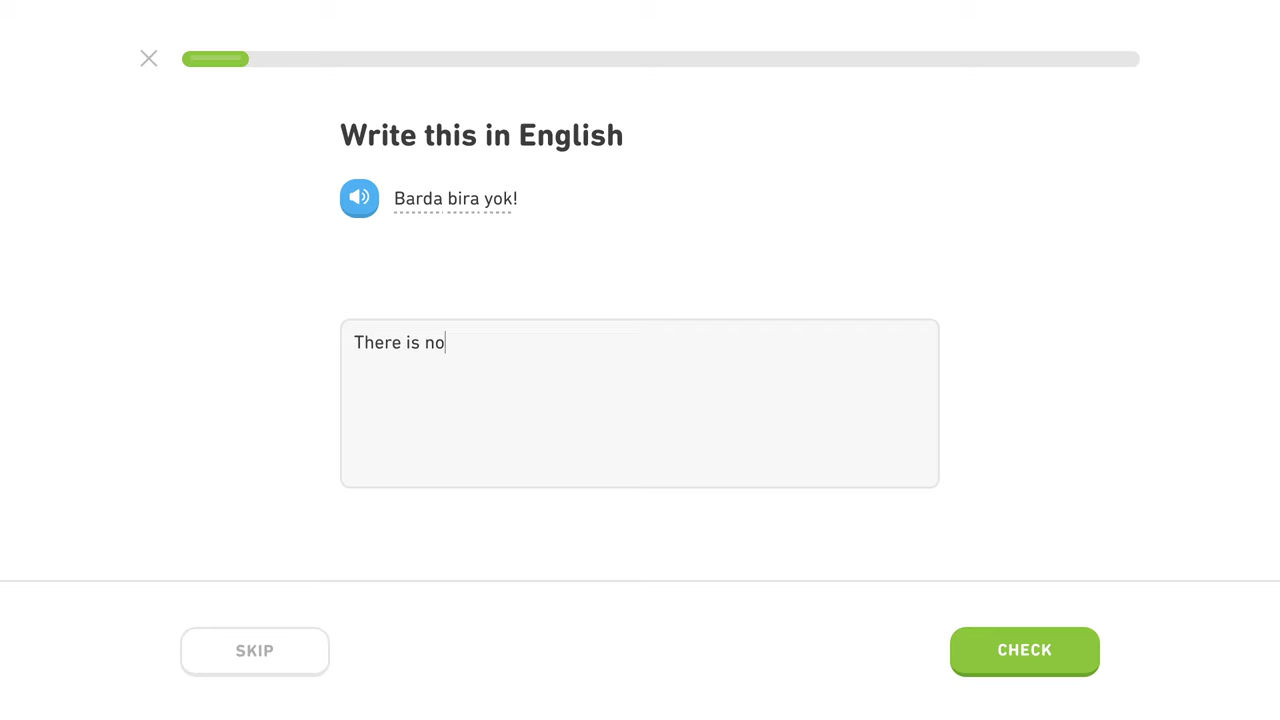 Write this in English
Barda bira yok!
There is no
SKIP
CHECK